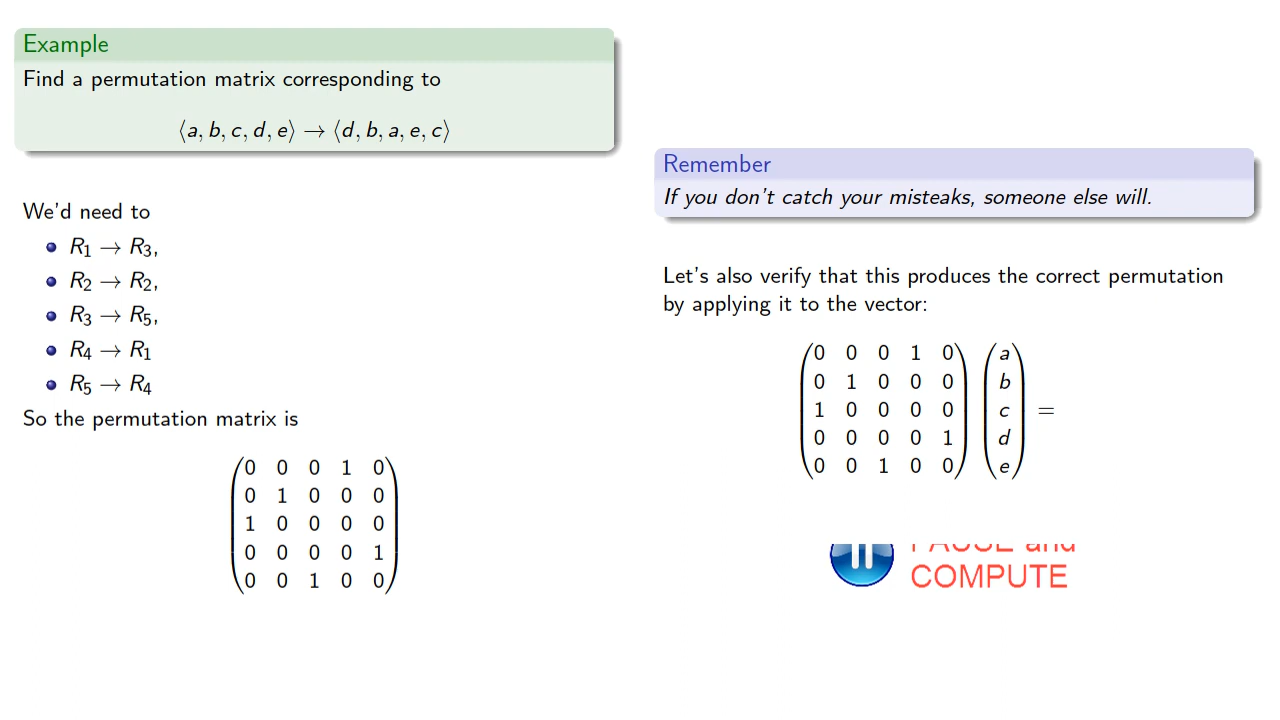 Example
Find a permutation matrix corresponding to
⟨a, b, c, d, e⟩ → ⟨d, b, a, e, c⟩
We'd need to
R₁ → R₃,
R₂ → R₂,
R₃ → R₅,
R₄ → R₁
R₅ → R₄
So the permutation matrix is
0 0 0 1 0
0 1 0 0 0
1 0 0 0 0
0 0 0 0 1
0 0 1 0 0
Remember
If you don't catch your misteaks, someone else will.
Let's also verify that this produces the correct permutation
by applying it to the vector:
0 0 0 1 0 a
0 1 0 0 0 b
1 0 0 0 0 c =
0 0 0 0 1 d
0 0 1 0 0 e
PAUSE and
COMPUTE